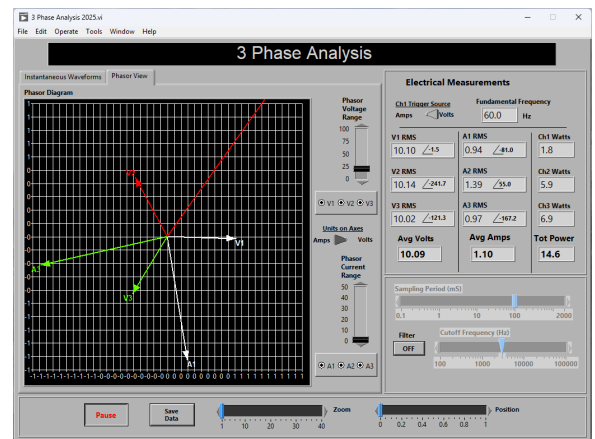 3 Phase Analysis 2025.vi
File Edit Operate Tools Window Help
3 Phase Analysis
Instantaneous Waveforms Phasor View
Phasor Diagram
V1
V3
A1
A3
Phasor
Voltage
Range
100
75
50
25
0
V1 V2 V3
Units on Axes
Amps Volts
Phasor
Current
Range
50
40
30
20
10
0
A1 A2 A3
Electrical Measurements
Ch1 Trigger Source
Amps Volts
Fundamental Frequency
60.0 Hz
V1 RMS A1 RMS Ch1 Watts
10.10 -1.5 0.94 -81.0 1.8
V2 RMS A2 RMS Ch2 Watts
10.14 -241.7 1.39 55.0 5.9
V3 RMS A3 RMS Ch3 Watts
10.02 -121.3 0.97 -167.2 6.9
Avg Volts Avg Amps Tot Power
10.09 1.10 14.6
Sampling Period (mS)
0.1 1 10 100 2000
Filter
OFF
Cutoff Frequency (Hz)
100 1000 10000 100000
Pause
Save
Data
Zoom
1 10 20 30 40
Position
0 0.2 0.4 0.6 0.8 1